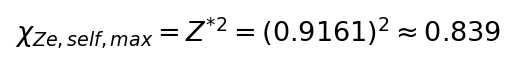 χ_{Ze, self, max} = Z^{*2} = (0.9161)^2 ≈ 0.839